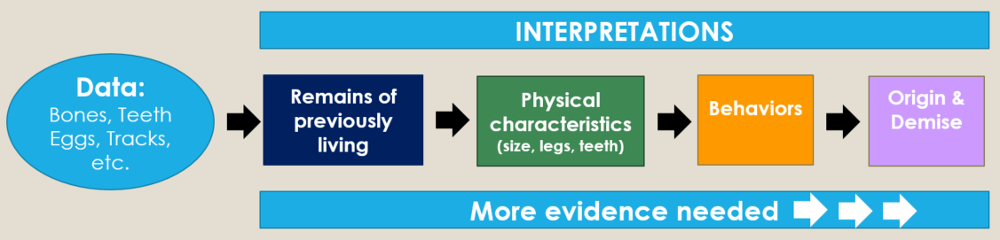 INTERPRETATIONS
Data:
Bones, Teeth
Eggs, Tracks,
etc.
Remains of
previously
living
Physical
characteristics
(size, legs, teeth)
Behaviors
Origin &
Demise
More evidence needed